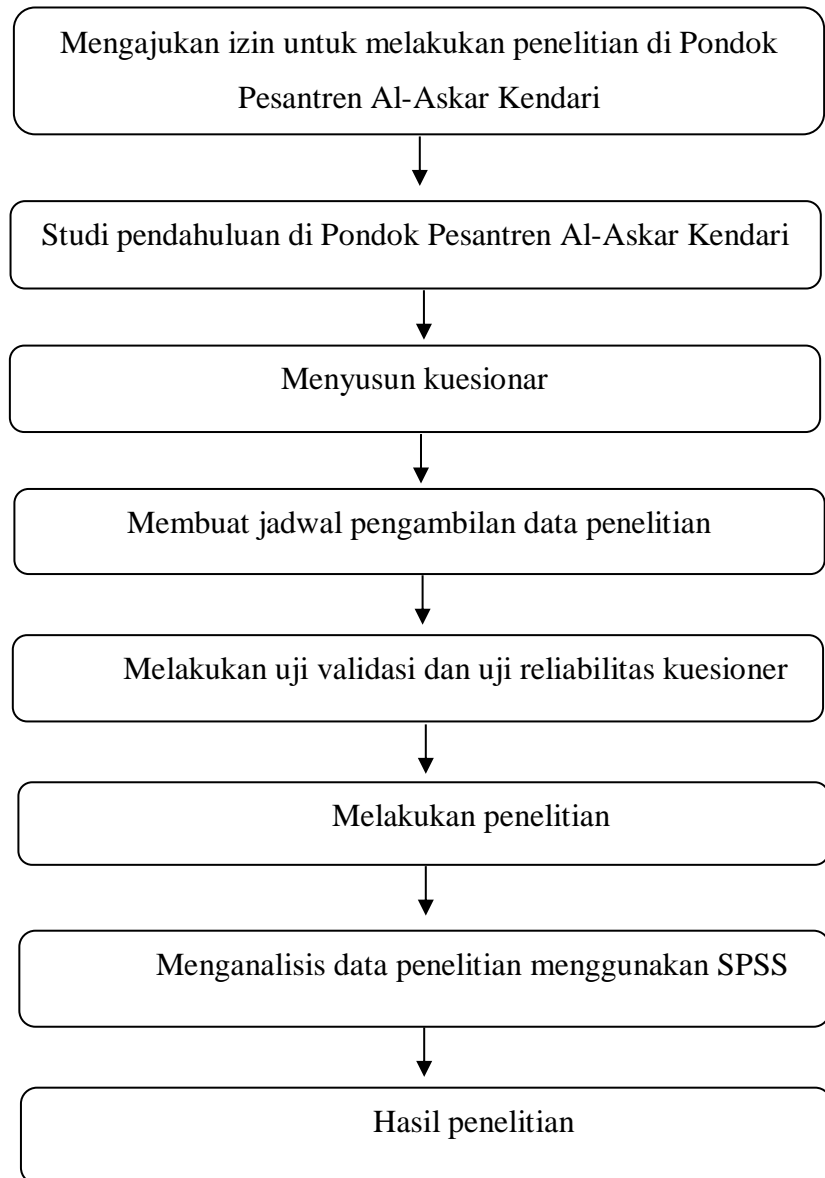 Mengajukan izin untuk melakukan penelitian di Pondok
Pesantren Al-Askar Kendari
Studi pendahuluan di Pondok Pesantren Al-Askar Kendari
Menyusun kuesionar
Membuat jadwal pengambilan data penelitian
Melakukan uji validasi dan uji reliabilitas kuesioner
Melakukan penelitian
Menganalisis data penelitian menggunakan SPSS
Hasil penelitian